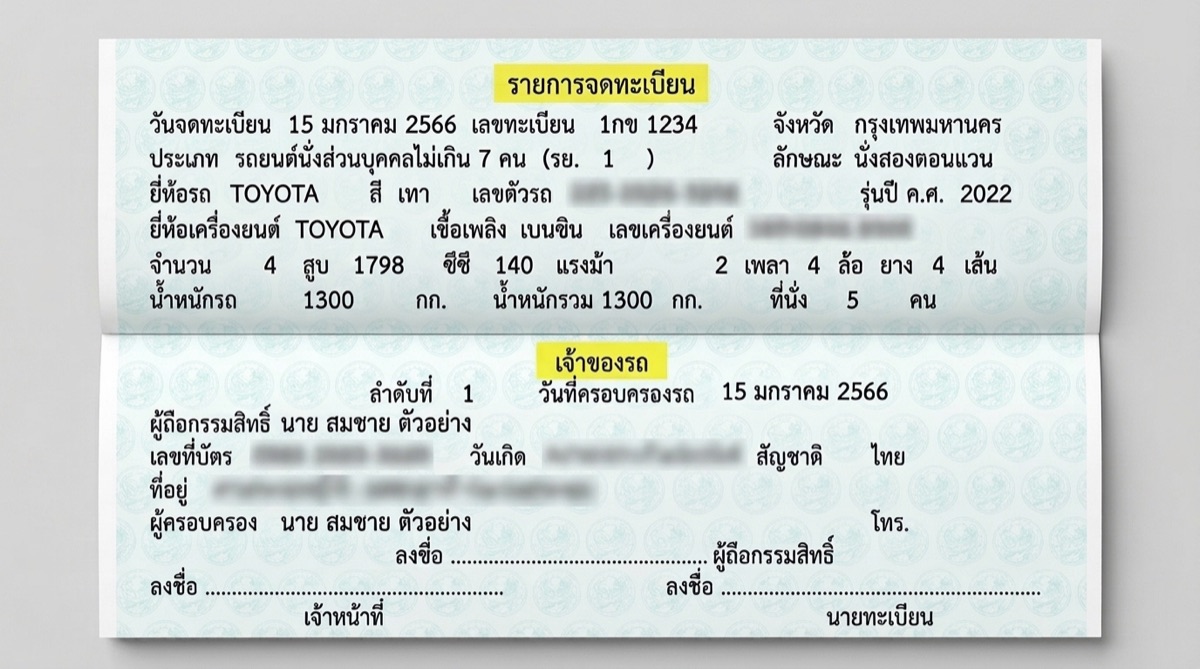 รายการจดทะเบียน
วันจดทะเบียน 15 มกราคม 2566 เลขทะเบียน 1กข 1234 จังหวัด กรุงเทพมหานคร
ประเภท รถยนต์นั่งส่วนบุคคลไม่เกิน 7 คน (รย. 1 ) ลักษณะ นั่งสองตอนแวน
ยี่ห้อรถ TOYOTA สี เทา เลขตัวรถ รุ่นปี ค.ศ. 2022
ยี่ห้อเครื่องยนต์ TOYOTA เชื้อเพลิง เบนซิน เลขเครื่องยนต์
จำนวน 4 สูบ 1798 ซีซี 140 แรงม้า 2 เพลา 4 ล้อ ยาง 4 เส้น
น้ำหนักรถ 1300 กก. น้ำหนักรวม 1300 กก. ที่นั่ง 5 คน
เจ้าของรถ
ลำดับที่ 1 วันที่ครอบครองรถ 15 มกราคม 2566
ผู้ถือกรรมสิทธิ์ นาย สมชาย ตัวอย่าง
เลขที่บัตร วันเกิด สัญชาติ ไทย
ที่อยู่
ผู้ครอบครอง นาย สมชาย ตัวอย่าง โทร.
ลงชื่อ ........................................ ผู้ถือกรรมสิทธิ์
ลงชื่อ ................................................ ลงชื่อ ................................................
เจ้าหน้าที่ นายทะเบียน